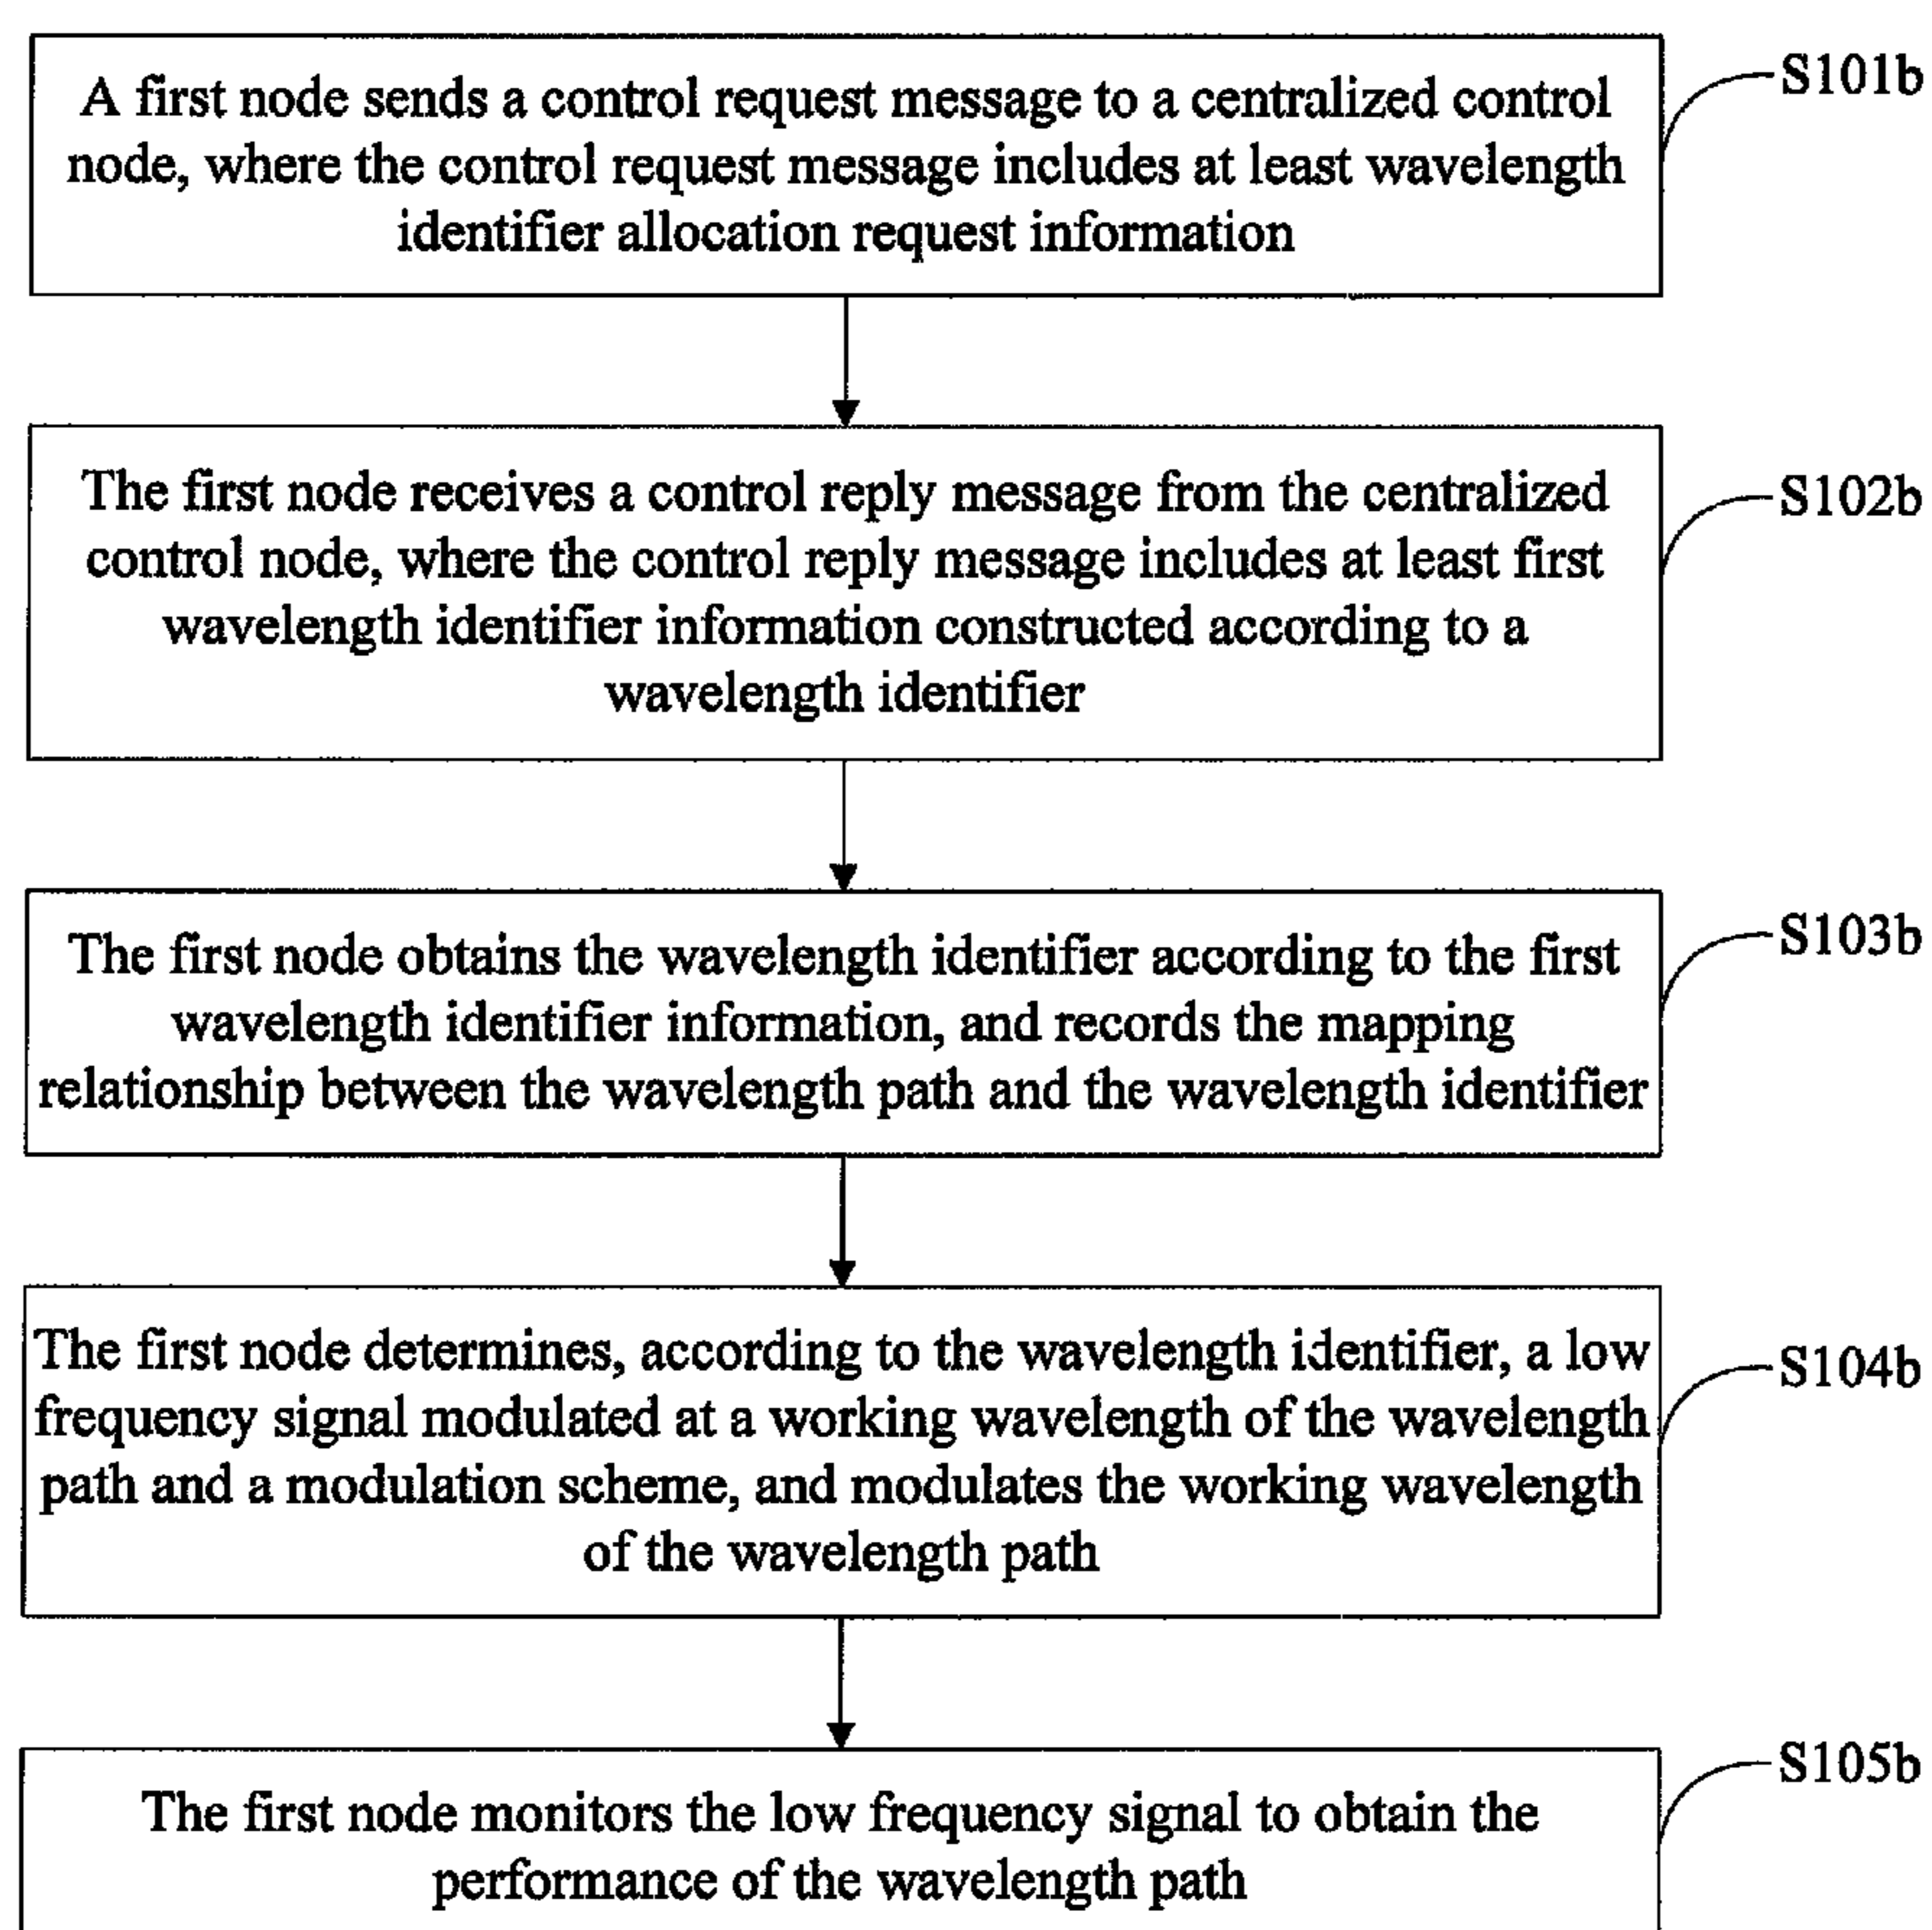 A first node sends a control request message to a centralized control
node, where the control request message includes at least wavelength
identifier allocation request information
S101b
The first node receives a control reply message from the centralized
control node, where the control reply message includes at least first
wavelength identifier information constructed according to a
wavelength identifier
S102b
The first node obtains the wavelength identifier according to the first
wavelength identifier information, and records the mapping
relationship between the wavelength path and the wavelength identifier
S103b
The first node determines, according to the wavelength identifier, a low
frequency signal modulated at a working wavelength of the wavelength
path and a modulation scheme, and modulates the working wavelength
of the wavelength path
S104b
The first node monitors the low frequency signal to obtain the
performance of the wavelength path
S105b